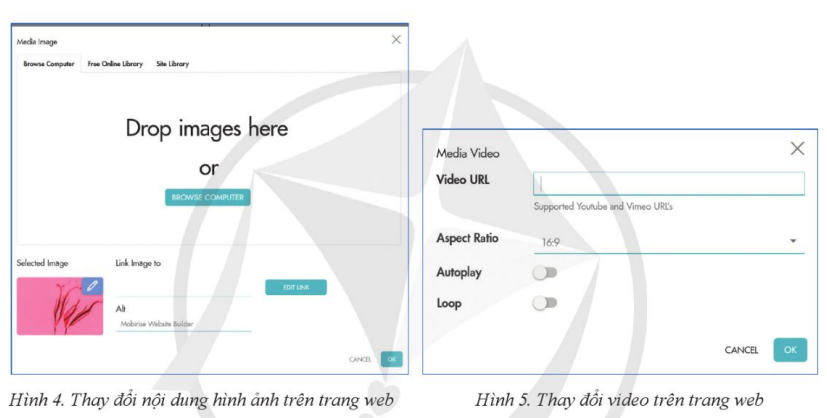 Media Image
Browse Computer Free Online Library Site Library
Drop images here
or
BROWSE COMPUTER
Selected Image Link Image to
EDIT LINK
Alt
Mobirise Website Builder
CANCEL OK
Hình 4. Thay đổi nội dung hình ảnh trên trang web
Media Video
Video URL
Supported Youtube and Vimeo URL's
Aspect Ratio 16:9
Autoplay
Loop
CANCEL OK
Hình 5. Thay đổi video trên trang web